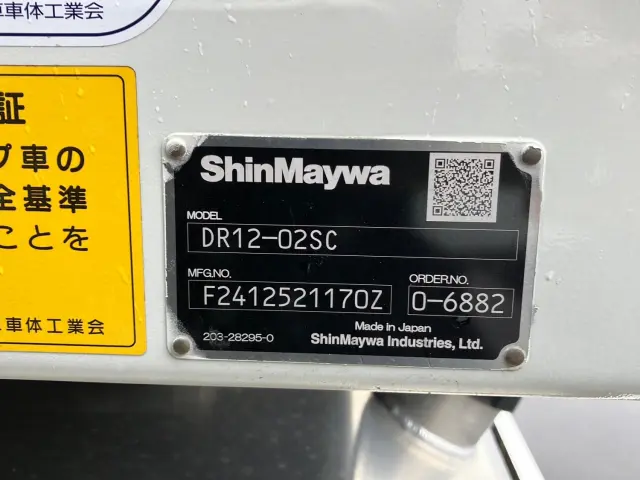 車体工業会
証
プ車の
全基準
ことを
車体工業会
ShinMaywa
MODEL
DR12-02SC
MFG.NO.
F2412521170Z
ORDER.NO.
0-6882
203-28295-0
Made in Japan
ShinMaywa Industries, Ltd.